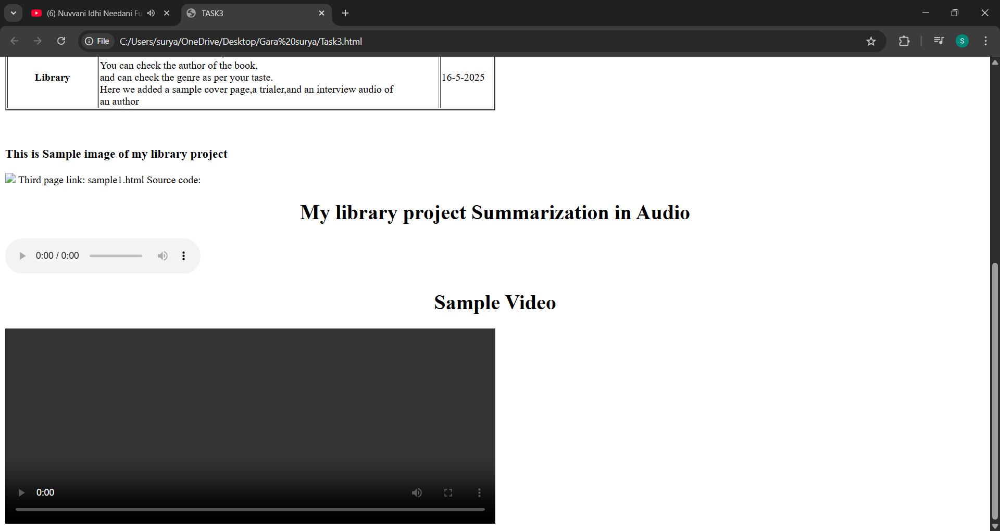 (6) Nuvvani Idhi Needani Fu
TASK3
File
C:/Users/surya/OneDrive/Desktop/Gara%20surya/Task3.html
S
Library
You can check the author of the book,
and can check the genre as per your taste.
Here we added a sample cover page,a trialer,and an interview audio of
an author
16-5-2025
This is Sample image of my library project
Third page link: sample1.html Source code:
My library project Summarization in Audio
0:00 / 0:00
Sample Video
0:00